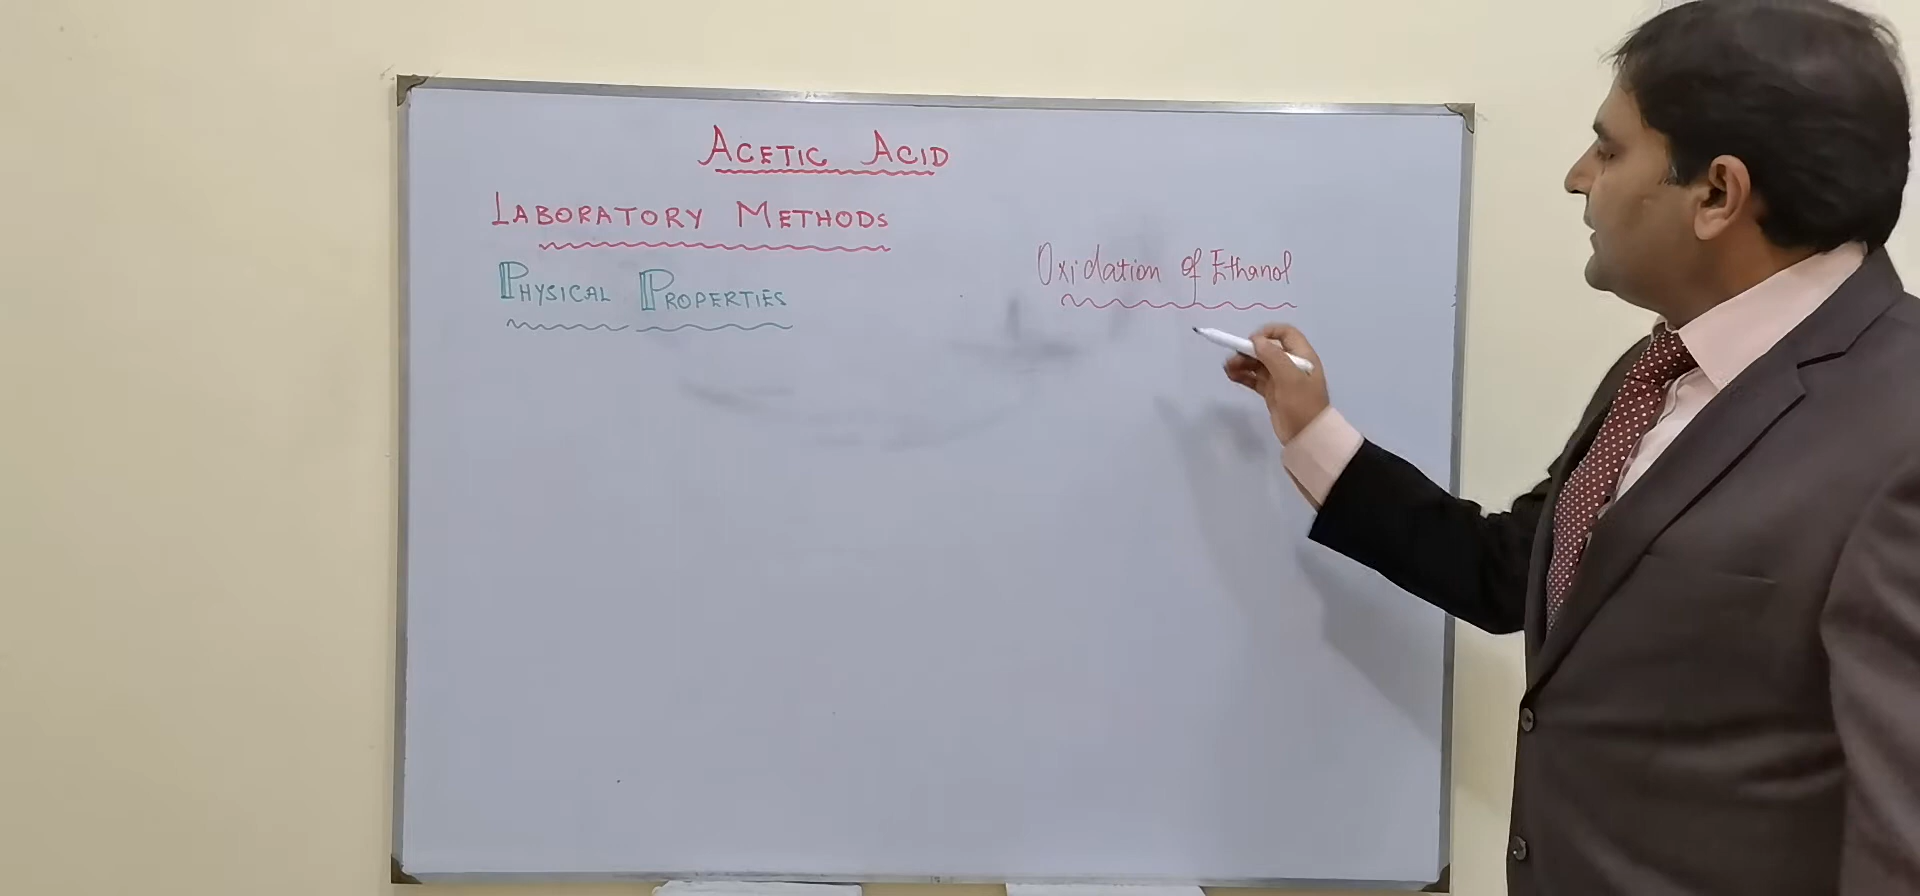 ACETIC ACID
LABORATORY METHODS
PHYSICAL PROPERTIES
Oxidation of Ethanol